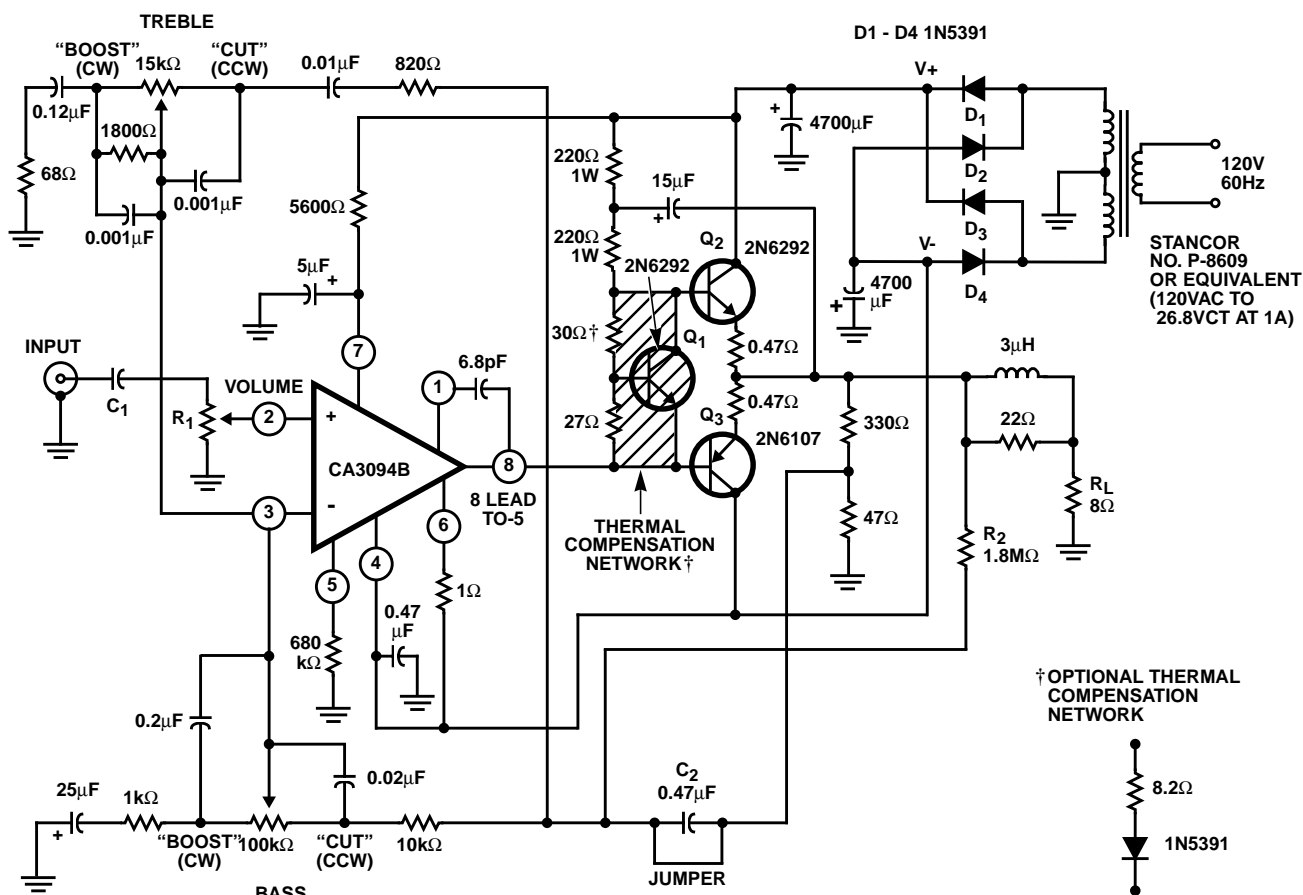 TREBLE
“BOOST”
(CW)
15kΩ
“CUT”
(CCW)
0.01μF
820Ω
0.12μF
1800Ω
68Ω
0.001μF
0.001μF
5600Ω
5μF
+
D1 - D4 1N5391
V+
+
4700μF
D1
D2
D3
V-
D4
+
4700
μF
120V
60Hz
STANCOR
NO. P-8609
OR EQUIVALENT
(120VAC TO
26.8VCT AT 1A)
220Ω
1W
15μF
+
220Ω
1W
Q2
2N6292
2N6292
30Ω†
Q1
0.47Ω
0.47Ω
27Ω
Q3
2N6107
3μH
330Ω
22Ω
47Ω
RL
8Ω
R2
1.8MΩ
INPUT
C1
VOLUME
R1
2
+
7
1
6.8pF
CA3094B
8
8 LEAD
TO-5
3
-
6
4
5
THERMAL
COMPENSATION
NETWORK†
1Ω
0.47
μF
680
kΩ
0.2μF
0.02μF
25μF
+
1kΩ
“BOOST”
(CW)
100kΩ
“CUT”
(CCW)
10kΩ
C2
0.47μF
JUMPER
BASS
†OPTIONAL THERMAL
COMPENSATION
NETWORK
8.2Ω
1N5391